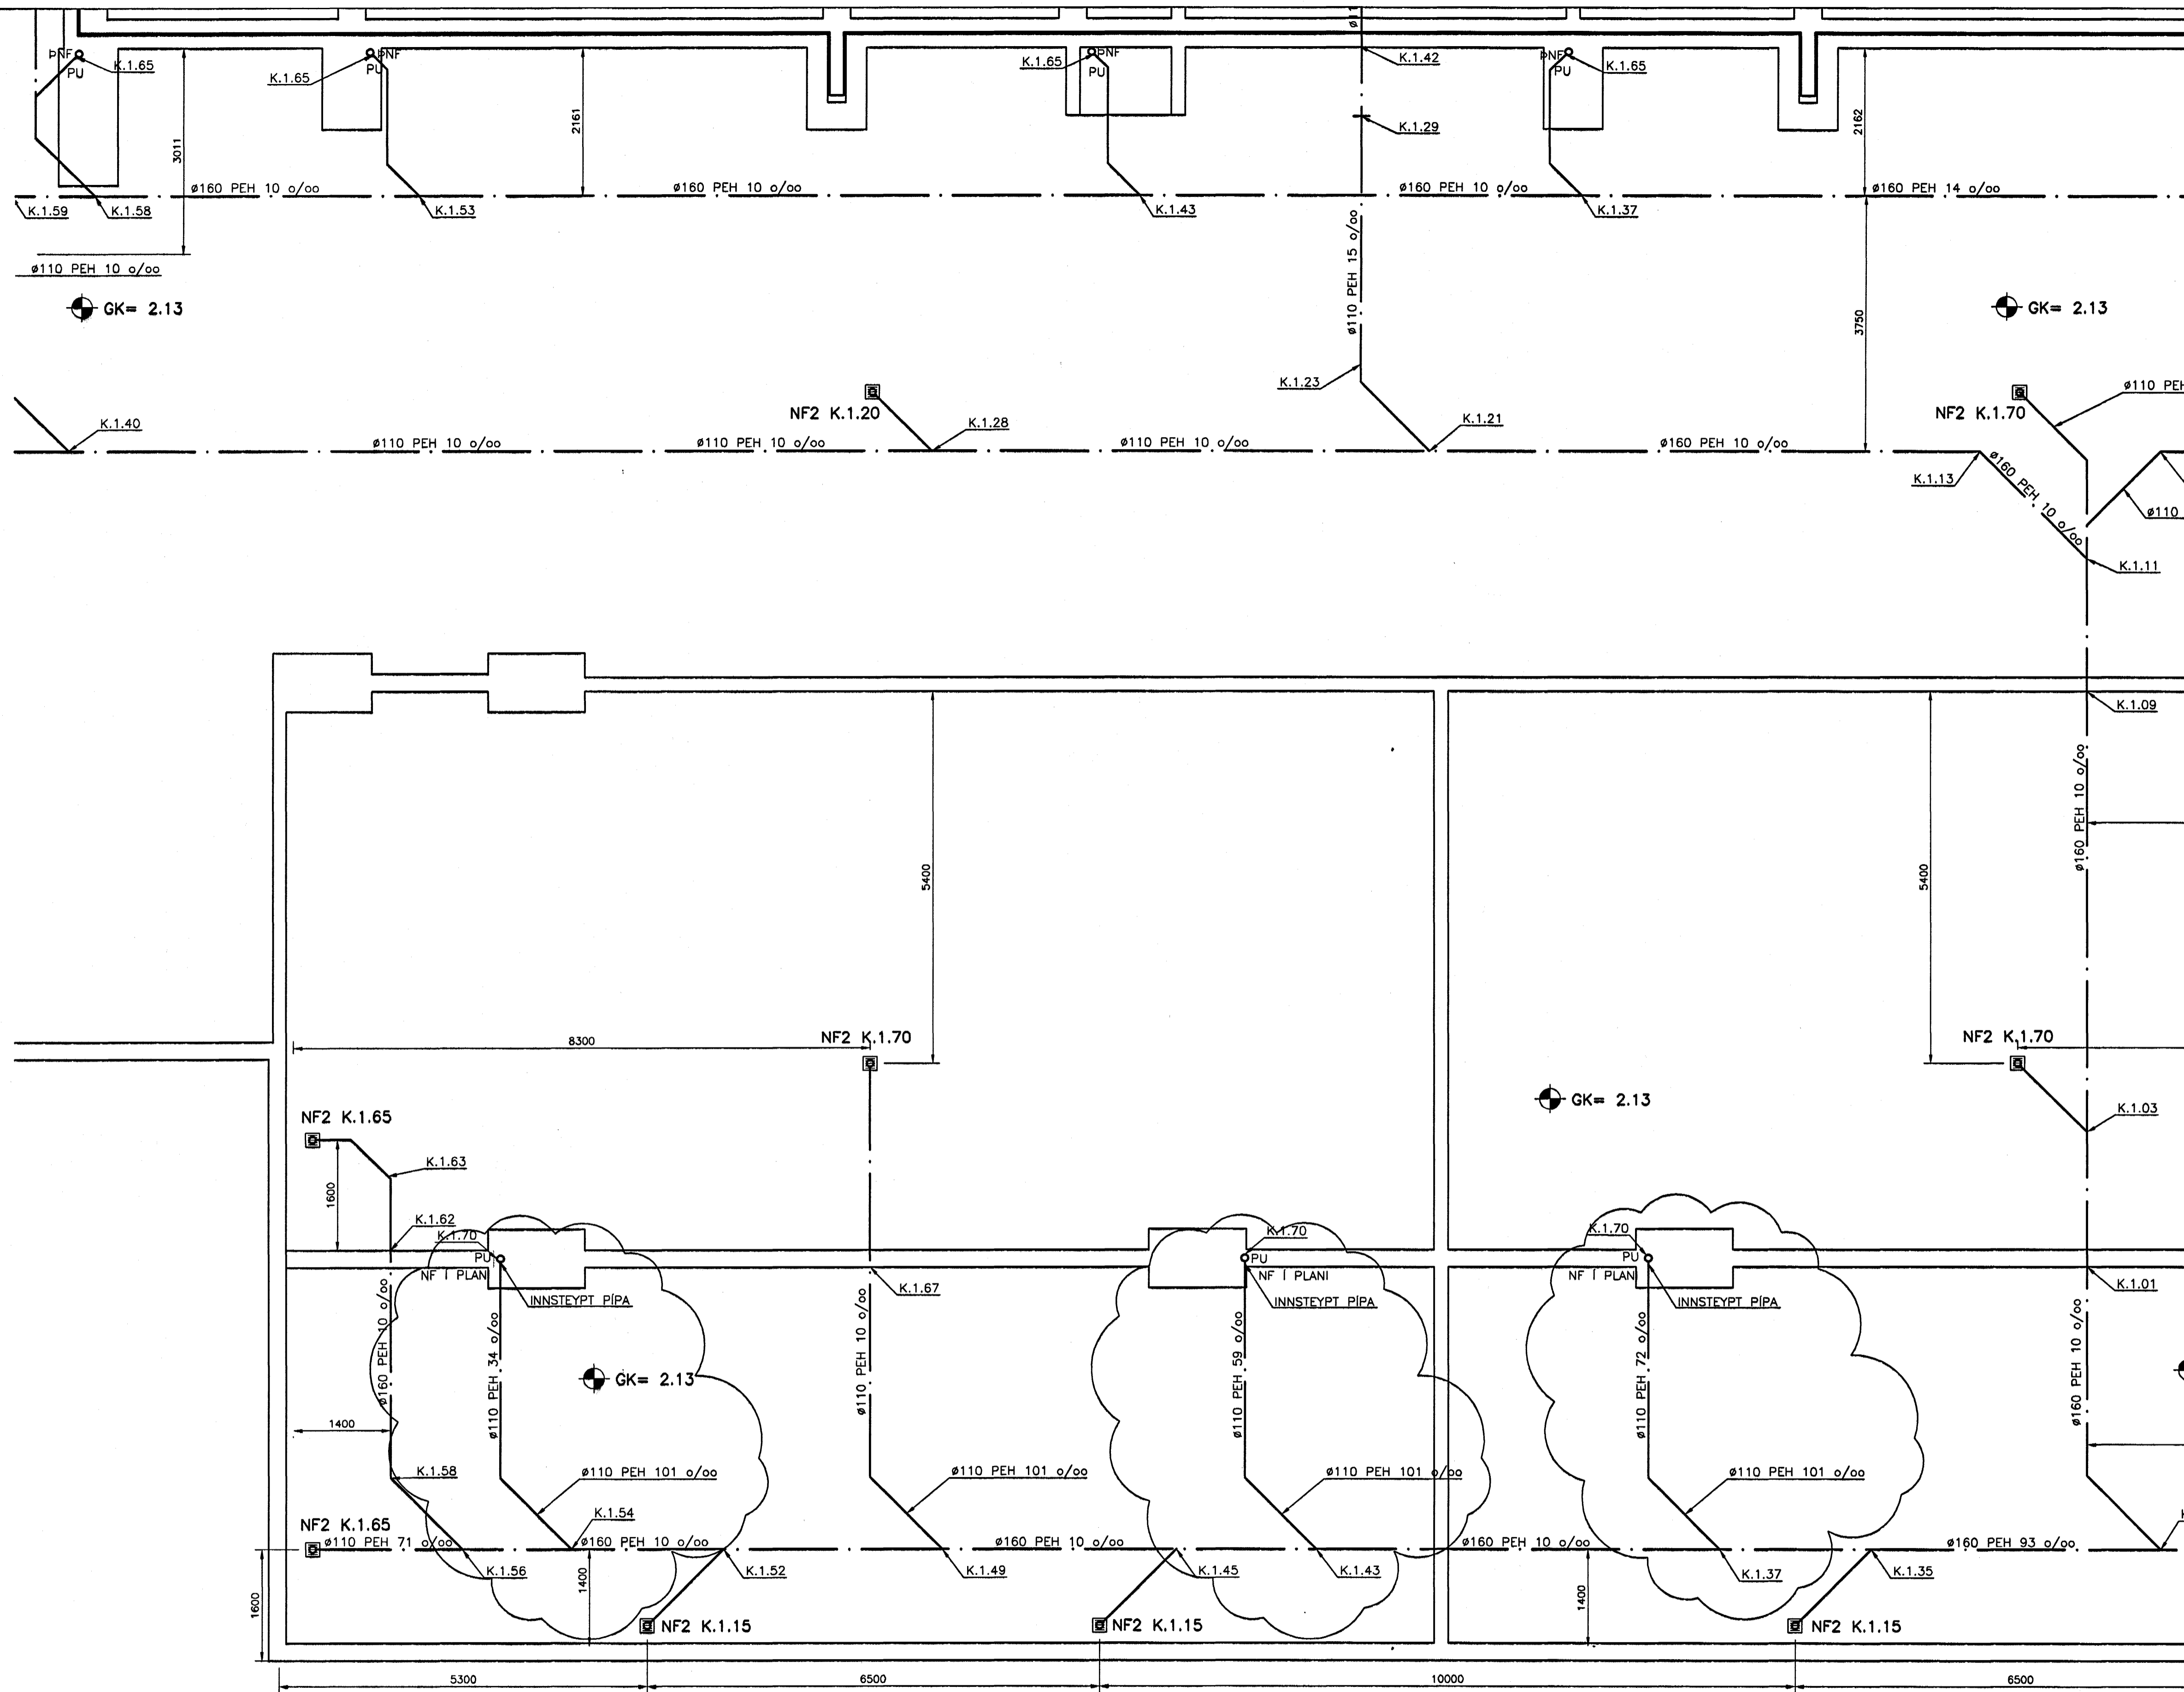 ø11
ÞNF
PU
K.1.65
K.1.65
ÞNF
PU
K.1.65
ÞNF
PU
K.1.42
ÞNF
PU
K.1.65
K.1.29
3011
2161
2162
ø160 PEH 10 o/oo
ø160 PEH 10 o/oo
ø160 PEH 10 o/oo
ø160 PEH 14 o/oo
K.1.59
K.1.58
K.1.53
K.1.43
K.1.37
ø110 PEH 10 o/oo
ø110 PEH 15 o/oo
GK= 2.13
GK= 2.13
3750
K.1.23
NF2 K.1.20
NF2 K.1.70
ø110 PEH
K.1.40
K.1.28
K.1.21
ø110 PEH 10 o/oo
ø110 PEH 10 o/oo
ø110 PEH 10 o/oo
ø160 PEH 10 o/oo
K.1.13
ø160 PEH 10 o/oo
ø110
K.1.11
K.1.09
ø160 PEH 10 o/oo
5400
5400
8300
NF2 K.1.70
NF2 K.1.70
GK= 2.13
K.1.03
NF2 K.1.65
K.1.63
1600
K.1.62
K.1.70
PU
NF Í PLAN
INNSTEYPT PÍPA
K.1.67
K.1.70
PU
NF Í PLANI
INNSTEYPT PÍPA
K.1.70
PU
NF Í PLAN
INNSTEYPT PÍPA
K.1.01
ø160 PEH 10 o/oo
ø110 PEH 34 o/oo
ø110 PEH 10 o/oo
ø110 PEH 59 o/oo
ø110 PEH 72 o/oo
ø160 PEH 10 o/oo
GK= 2.13
1400
K.1.58
ø110 PEH 101 o/oo
ø110 PEH 101 o/oo
ø110 PEH 101 o/oo
ø110 PEH 101 o/oo
K.1.54
NF2 K.1.65
ø110 PEH 71 o/oo
ø160 PEH 10 o/oo
ø160 PEH 10 o/oo
ø160 PEH 10 o/oo
ø160 PEH 93 o/oo
K.1.56
K.1.52
K.1.49
K.1.45
K.1.43
K.1.37
K.1.35
K
1600
1400
1400
NF2 K.1.15
NF2 K.1.15
NF2 K.1.15
5300
6500
10000
6500